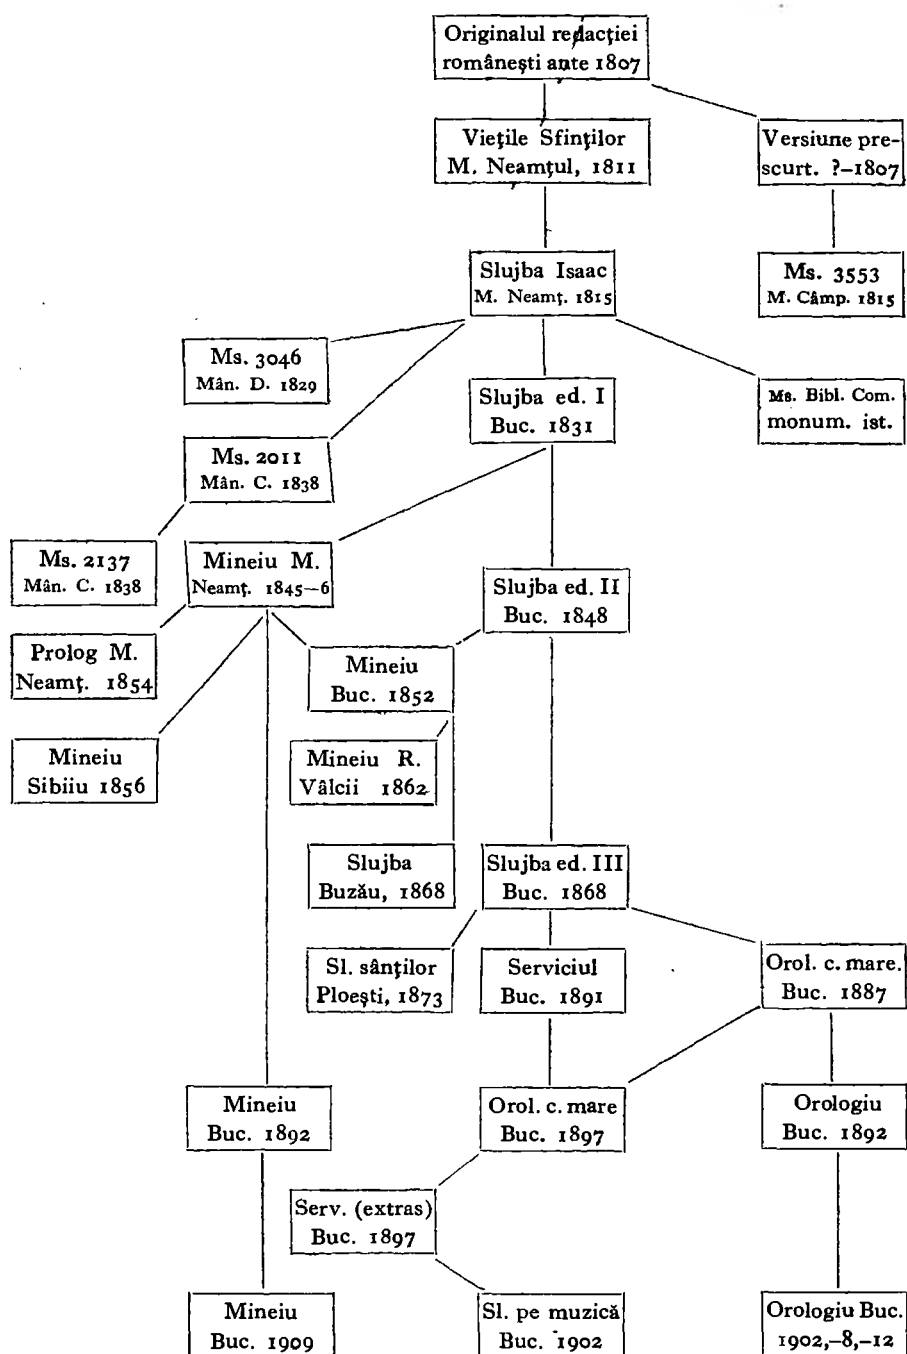 Originalul redacției
românești ante 1807
Viețile Sfinților
M. Neamțul, 1811
Versiune pre-
scurt. ?–1807
Slujba Isaac
M. Neamț. 1815
Ms. 3553
M. Câmp. 1815
Ms. 3046
Mân. D. 1829
Slujba ed. I
Buc. 1831
Ms. Bibl. Com.
monum. ist.
Ms. 2011
Mân. C. 1838
Ms. 2137
Mân. C. 1838
Mineiu M.
Neamț. 1845–6
Slujba ed. II
Buc. 1848
Prolog M.
Neamț. 1854
Mineiu
Buc. 1852
Mineiu
Sibiiu 1856
Mineiu R.
Vâlcii 1862
Slujba
Buzău, 1868
Slujba ed. III
Buc. 1868
Sl. sânților
Ploești, 1873
Serviciul
Buc. 1891
Orol. c. mare.
Buc. 1887
Mineiu
Buc. 1892
Orol. c. mare
Buc. 1897
Orologiu
Buc. 1892
Serv. (extras)
Buc. 1897
Mineiu
Buc. 1909
Sl. pe muzică
Buc. 1902
Orologiu Buc.
1902,–8,–12